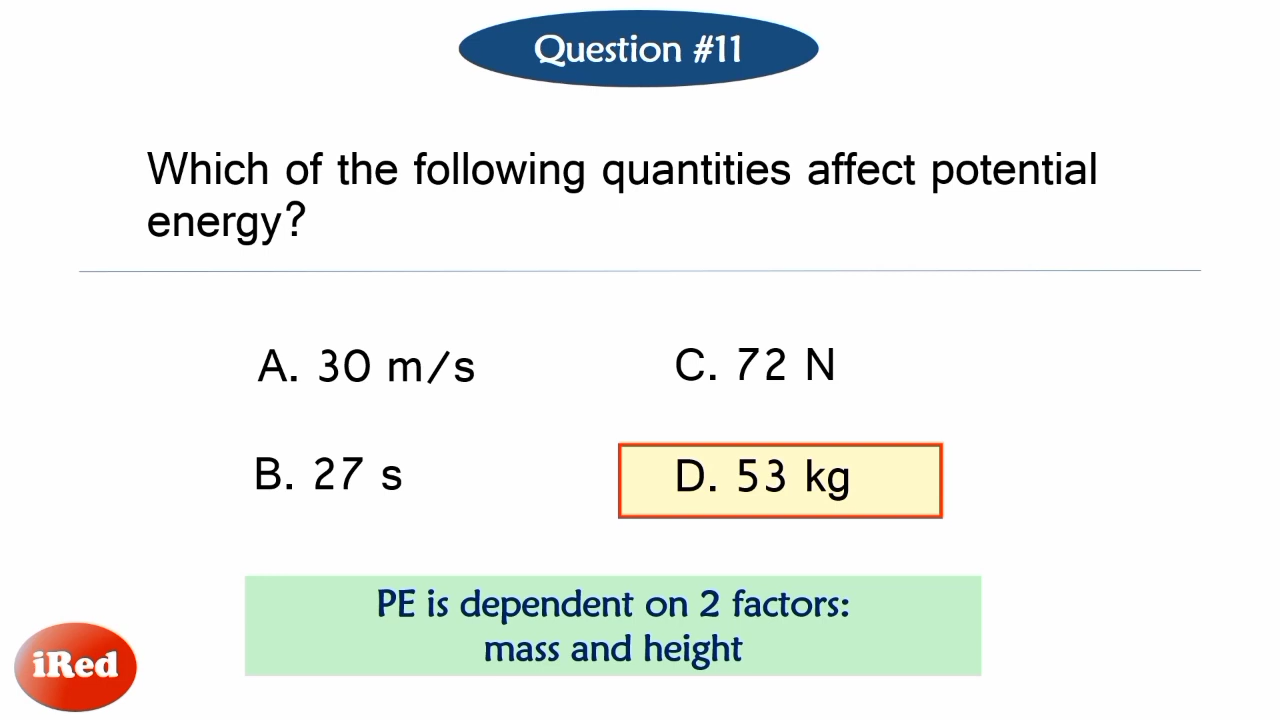 Question #11
Which of the following quantities affect potential
energy?
A. 30 m/s
C. 72 N
B. 27 s
D. 53 kg
PE is dependent on 2 factors:
mass and height
iRed